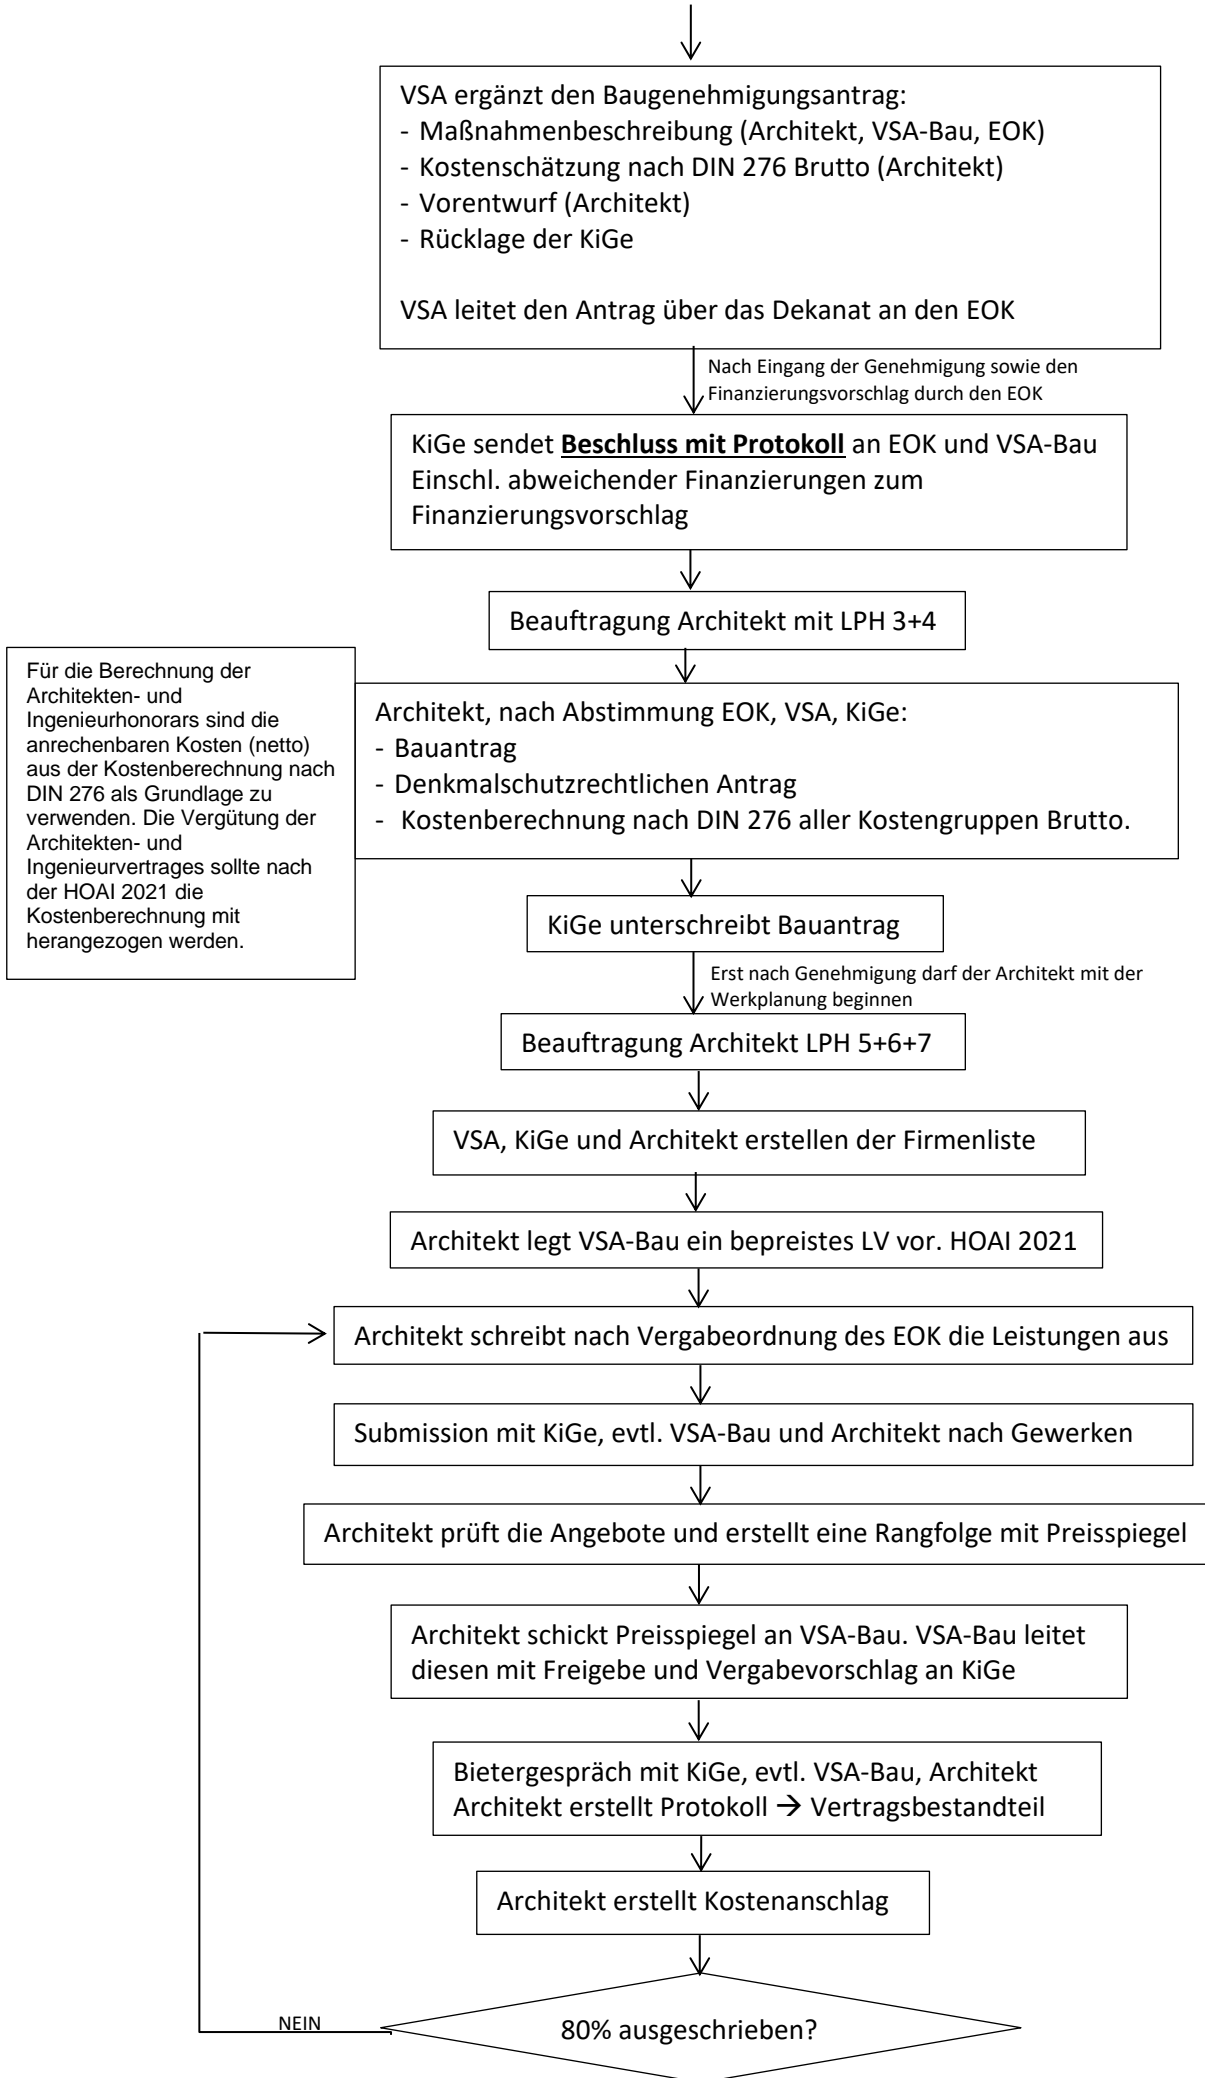 VSA ergänzt den Baugenehmigungsantrag:
- Maßnahmenbeschreibung (Architekt, VSA-Bau, EOK)
- Kostenschätzung nach DIN 276 Brutto (Architekt)
- Vorentwurf (Architekt)
- Rücklage der KiGe
VSA leitet den Antrag über das Dekanat an den EOK
Nach Eingang der Genehmigung sowie den
Finanzierungsvorschlag durch den EOK
KiGe sendet Beschluss mit Protokoll an EOK und VSA-Bau
Einschl. abweichender Finanzierungen zum
Finanzierungsvorschlag
Beauftragung Architekt mit LPH 3+4
Für die Berechnung der
Architekten- und
Ingenieurhonorars sind die
anrechenbaren Kosten (netto)
aus der Kostenberechnung nach
DIN 276 als Grundlage zu
verwenden. Die Vergütung der
Architekten- und
Ingenieurvertrages sollte nach
der HOAI 2021 die
Kostenberechnung mit
herangezogen werden.
Architekt, nach Abstimmung EOK, VSA, KiGe:
- Bauantrag
- Denkmalschutzrechtlichen Antrag
- Kostenberechnung nach DIN 276 aller Kostengruppen Brutto.
KiGe unterschreibt Bauantrag
Erst nach Genehmigung darf der Architekt mit der
Werkplanung beginnen
Beauftragung Architekt LPH 5+6+7
VSA, KiGe und Architekt erstellen der Firmenliste
Architekt legt VSA-Bau ein bepreistes LV vor. HOAI 2021
Architekt schreibt nach Vergabeordnung des EOK die Leistungen aus
Submission mit KiGe, evtl. VSA-Bau und Architekt nach Gewerken
Architekt prüft die Angebote und erstellt eine Rangfolge mit Preisspiegel
Architekt schickt Preisspiegel an VSA-Bau. VSA-Bau leitet
diesen mit Freigebe und Vergabevorschlag an KiGe
Bietergespräch mit KiGe, evtl. VSA-Bau, Architekt
Architekt erstellt Protokoll → Vertragsbestandteil
Architekt erstellt Kostenanschlag
80% ausgeschrieben?
NEIN